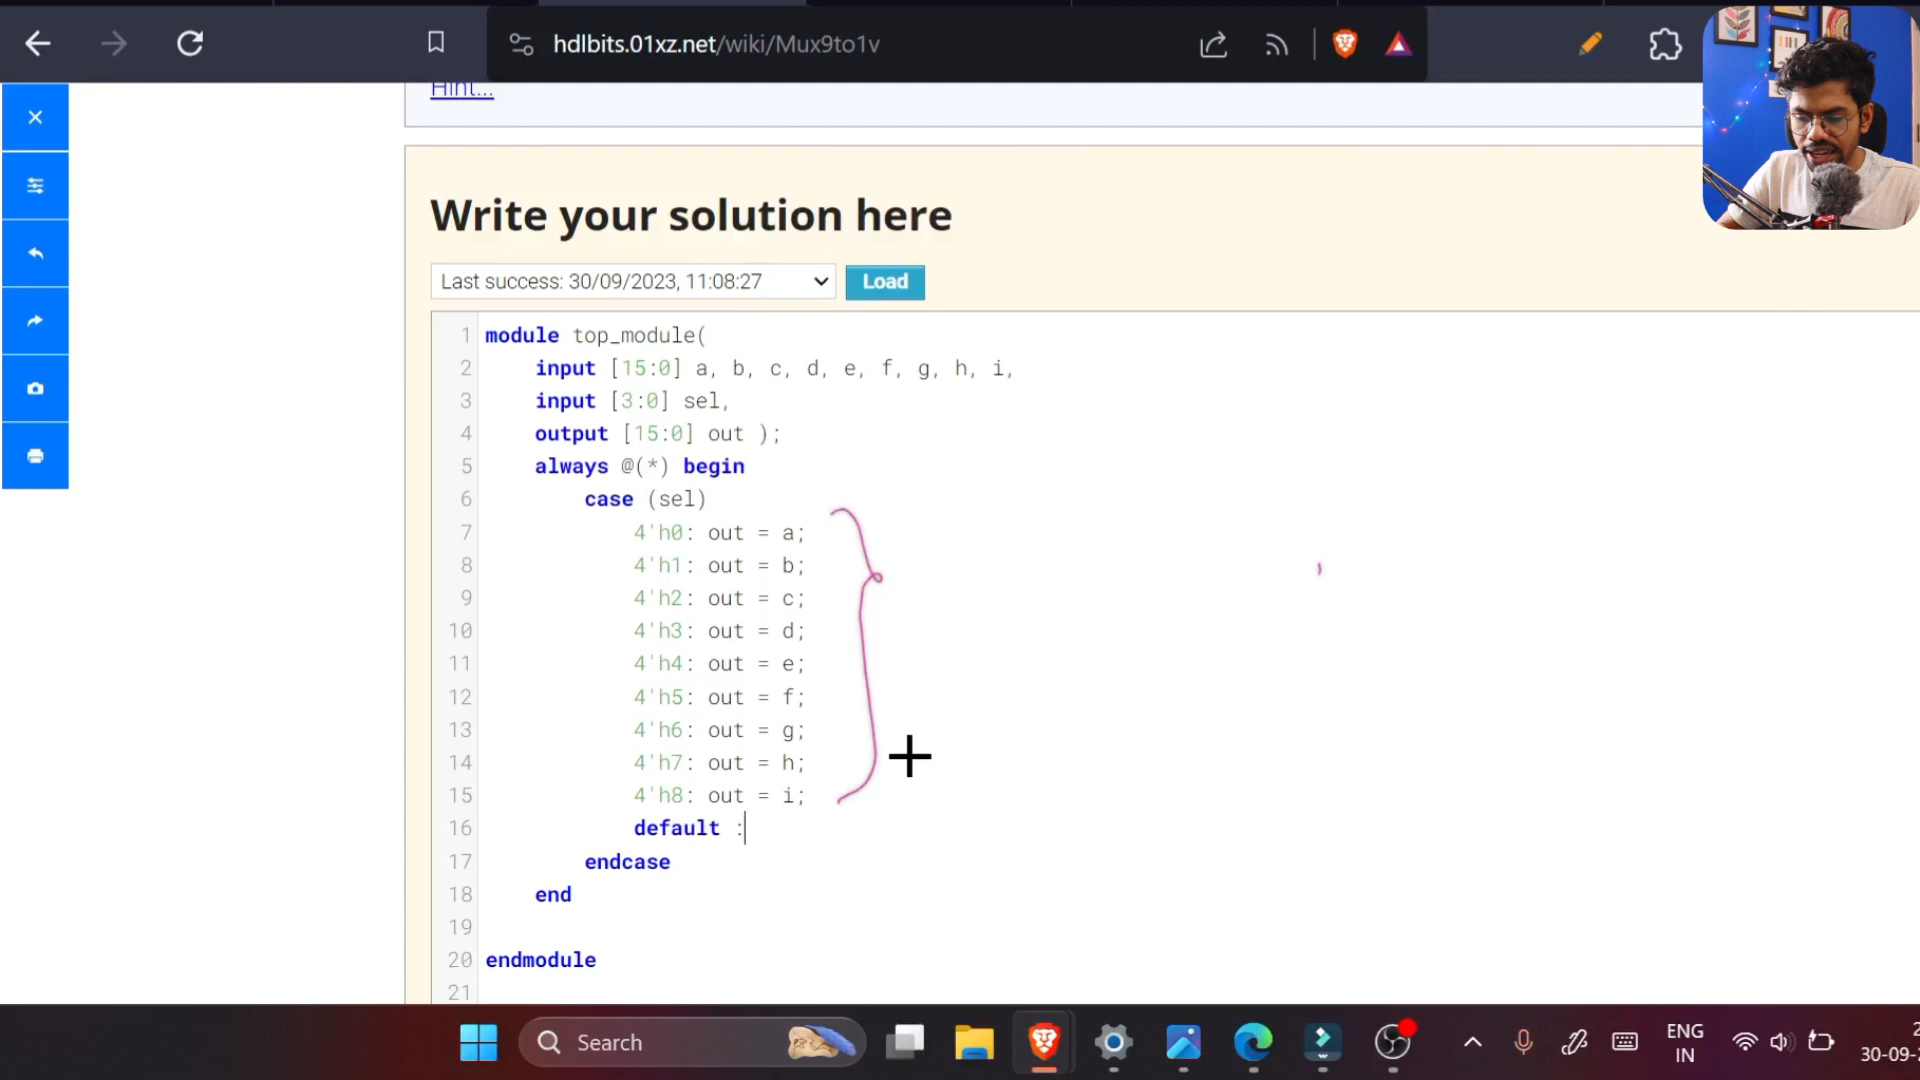 hdlbits.01xz.net/wiki/Mux9to1v
Hint...
Write your solution here
Last success: 30/09/2023, 11:08:27
Load
1 module top_module(
2 input [15:0] a, b, c, d, e, f, g, h, i,
3 input [3:0] sel,
4 output [15:0] out );
5 always @(*) begin
6 case (sel)
7 4'h0: out = a;
8 4'h1: out = b;
9 4'h2: out = c;
10 4'h3: out = d;
11 4'h4: out = e;
12 4'h5: out = f;
13 4'h6: out = g;
14 4'h7: out = h;
15 4'h8: out = i;
16 default :
17 endcase
18 end
19
20 endmodule
21
Search
ENG
IN
30-09-